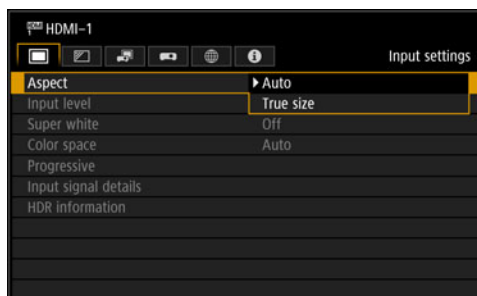 HDMI HDMI-1
Input settings
Aspect Auto
Input level True size
Super white Off
Color space Auto
Progressive
Input signal details
HDR information